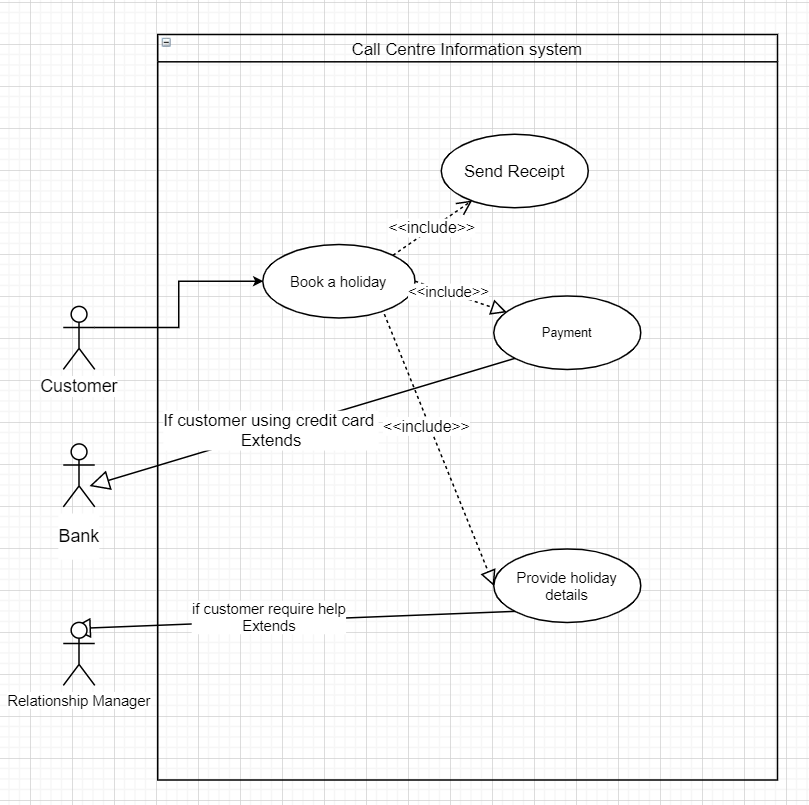 Call Centre Information system
Send Receipt
<<include>>
Book a holiday
<<include>>
Payment
Customer
If customer using credit card
Extends
<<include>>
Bank
Provide holiday
details
if customer require help
Extends
Relationship Manager